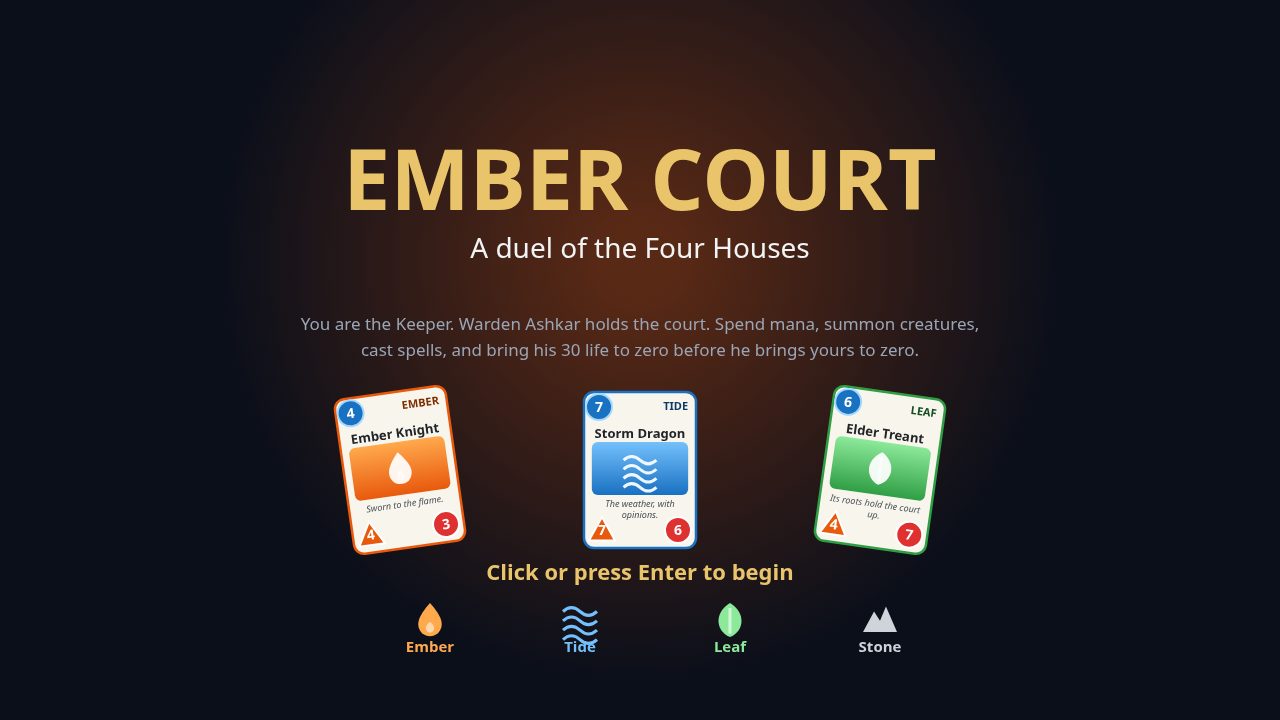 EMBER COURT
A duel of the Four Houses
You are the Keeper. Warden Ashkar holds the court. Spend mana, summon creatures,
cast spells, and bring his 30 life to zero before he brings yours to zero.
4
EMBER
Ember Knight
Sworn to the flame.
4
3
7
TIDE
Storm Dragon
The weather, with
opinions.
7
6
6
LEAF
Elder Treant
Its roots hold the court
up.
4
7
Click or press Enter to begin
Ember
Tide
Leaf
Stone